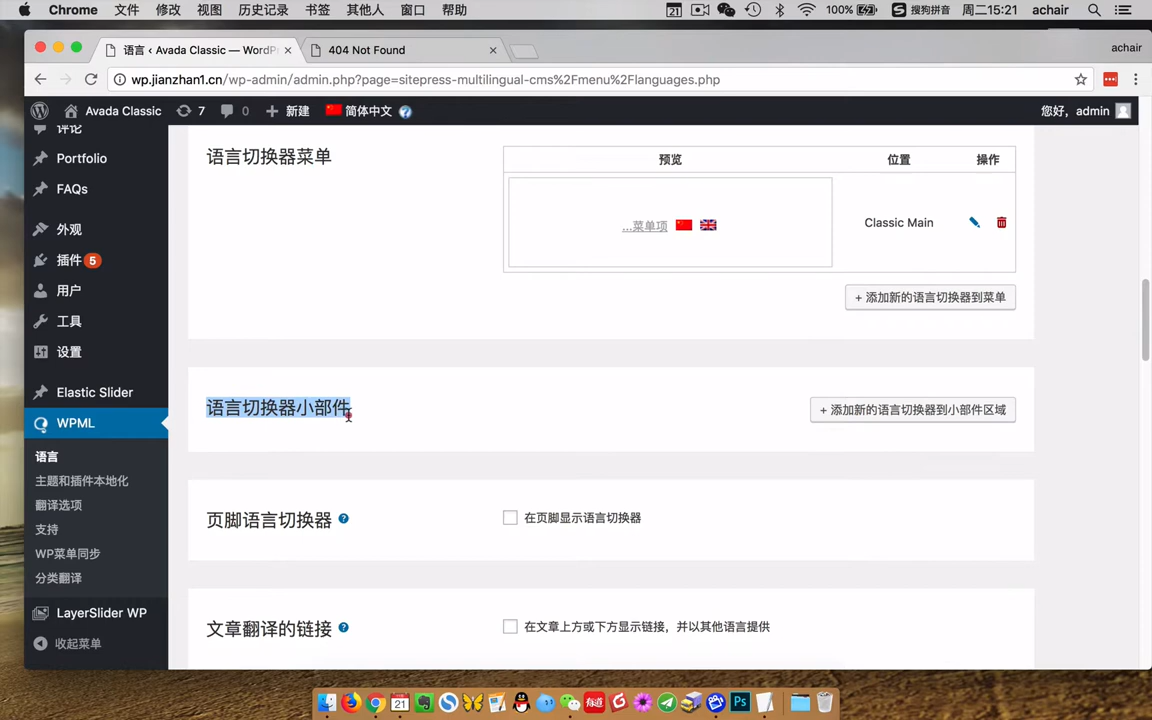 Chrome 文件 修改 视图 历史记录 书签 其他人 窗口 帮助 21 100% 搜狗拼音 周二15:21 achair
语言 ‹ Avada Classic — WordPr 404 Not Found achair
wp.jianzhan1.cn/wp-admin/admin.php?page=sitepress-multilingual-cms%2Fmenu%2Flanguages.php
Avada Classic 7 0 新建 简体中文 您好，admin
评论
Portfolio
FAQs
外观
插件 5
用户
工具
设置
Elastic Slider
WPML
语言
主题和插件本地化
翻译选项
支持
WP菜单同步
分类翻译
LayerSlider WP
收起菜单
语言切换器菜单
预览 位置 操作
...菜单项 Classic Main
+ 添加新的语言切换器到菜单
语言切换器小部件
+ 添加新的语言切换器到小部件区域
页脚语言切换器 在页脚显示语言切换器
文章翻译的链接 在文章上方或下方显示链接，并以其他语言提供
21 有道 Ps